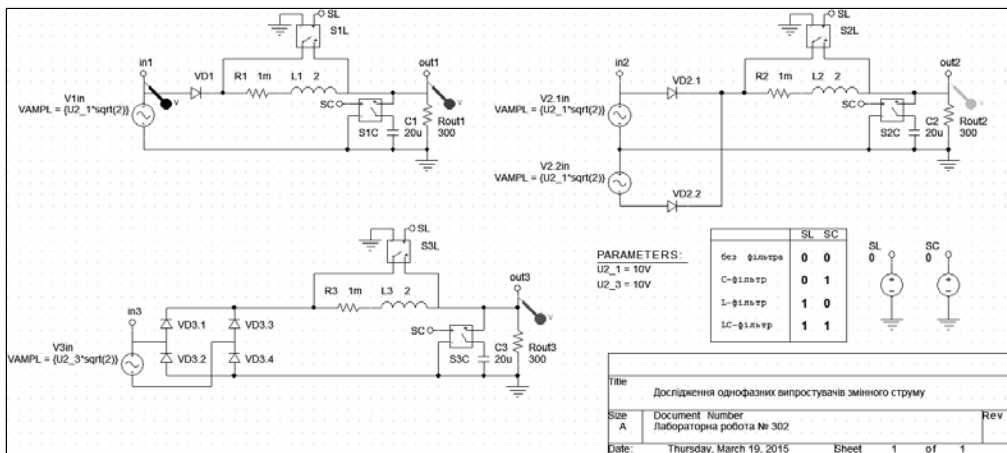 SL
S1L
in1
VD1
R1 1m
L1 2
out1
V1in
VAMPL = {U2_1*sqrt(2)}
SC
S1C
C1
20u
Rout1
300
V
SL
S2L
in2
VD2.1
R2 1m
L2 2
out2
V2.1in
VAMPL = {U2_1*sqrt(2)}
SC
S2C
C2
20u
Rout2
300
V
V2.2in
VAMPL = {U2_1*sqrt(2)}
VD2.2
SL
S3L
in3
VD3.1
VD3.3
VD3.2
VD3.4
R3 1m
L3 2
out3
V3in
VAMPL = {U2_3*sqrt(2)}
SC
S3C
C3
20u
Rout3
300
V
PARAMETERS:
U2_1 = 10V
U2_3 = 10V
SL SC
без фільтра 0 0
C-фільтр 0 1
L-фільтр 1 0
LC-фільтр 1 1
SL
0
SC
0
Title
Дослідження однофазних випростувачів змінного струму
Size Document Number Rev
A Лабораторна робота № 302
Date: Thursday, March 19, 2015 Sheet 1 of 1